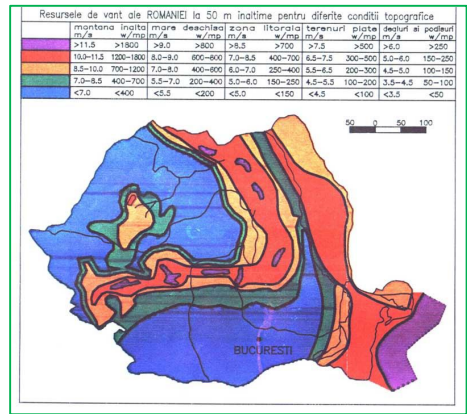 Resursele de vant ale ROMANIEI la 50 m inaltime pentru diferite conditii topografice
montana inalta mare deschisa zona litorala terenuri plate dealuri si podisuri
m/s w/mp m/s w/mp m/s w/mp m/s w/mp m/s w/mp
>11.5 >1800 >9.0 >800 >8.5 >700 >7.5 >500 >6.0 >250
10.0-11.5 1200-1800 8.0-9.0 600-800 7.0-8.5 400-700 6.5-7.5 300-500 5.0-6.0 150-250
8.5-10.0 700-1200 7.0-8.0 400-600 6.0-7.0 250-400 5.5-6.5 200-300 4.5-5.0 100-150
7.0-8.5 400-700 5.5-7.0 200-400 5.0-6.0 150-250 4.5-5.5 100-200 3.5-4.5 50-100
<7.0 <400 <5.5 <200 <5.0 <150 <4.5 <100 <3.5 <50
50 0 50 100
BUCURESTI